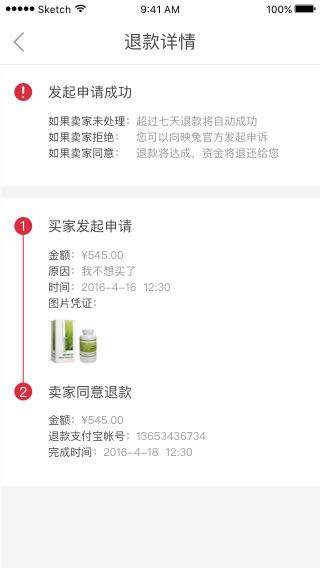 Sketch 9:41 AM 100%
退款详情
发起申请成功
如果卖家未处理：超过七天退款将自动成功
如果卖家拒绝： 您可以向映兔官方发起申诉
如果卖家同意： 退款将达成，资金将退还给您
1 买家发起申请
金额：¥545.00
原因：我不想买了
时间：2016-4-16 12:30
图片凭证：
2 卖家同意退款
金额：¥545.00
退款支付宝帐号：13653436734
完成时间：2016-4-18 12:30